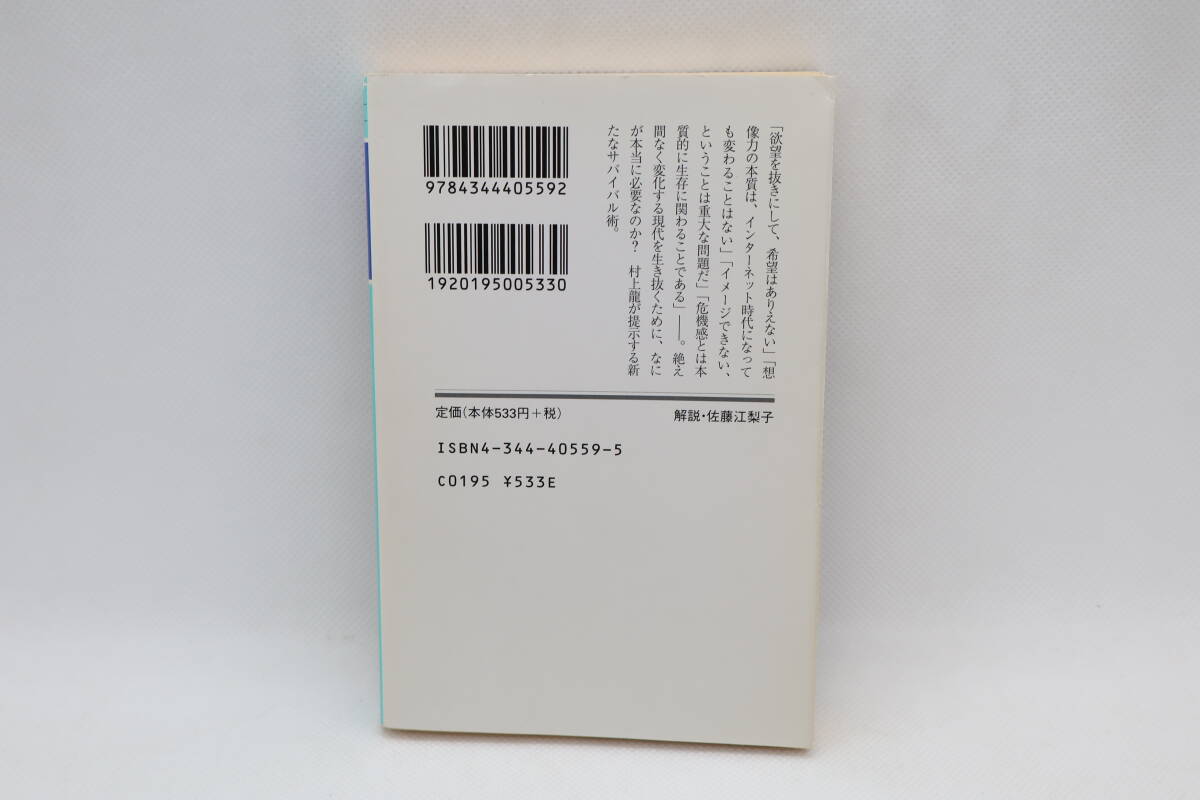 「欲望を抜きにして、希望はありえない」「想
像力の本質は、インターネット時代になって
も変わることはない」「イメージできない、
ということは重大な問題だ」「危機感とは本
質的に生存に関わることである」――。絶え
間なく変化する現代を生き抜くために、なに
が本当に必要なのか？　村上龍が提示する新
たなサバイバル術。
9784344405592
1920195005330
定価(本体533円＋税)
解説・佐藤江梨子
ISBN4-344-40559-5
C0195 ¥533E